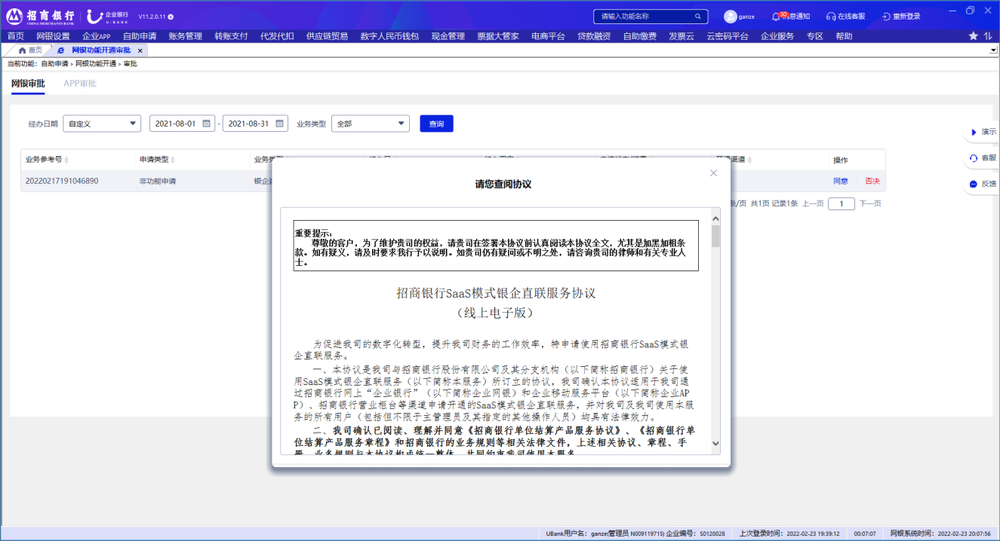 招商银行 CHINA MERCHANTS BANK 企业银行 U-BANK V11.2.0.11 请输入功能名称 ganze 30 消息通知 在线客服 重新登录
首页 网银设置 企业APP 自助申请 账务管理 转账支付 代发代扣 供应链贸易 数字人民币钱包 现金管理 票据大管家 电商平台 贷款融资 自助缴费 发票云 云密码平台 企业服务 专区 帮助
首页 网银功能开通审批
当前功能：自助申请 > 网银功能开通 > 审批
网银审批 APP审批
经办日期 自定义 2021-08-01 - 2021-08-31 业务类型 全部 查询
演示
业务参考号 申请类型 业务类型 开通渠道 操作
客服
20220217191046890 非功能申请 银企 同意 否决
反馈
条/页 共1页 记录1条 上一页 1 下一页
请您查阅协议
重要提示：
尊敬的客户，为了维护贵司的权益，请贵司在签署本协议前认真阅读本协议全文，尤其是加黑加粗条
款。如有疑义，请及时要求我行予以说明。如贵司仍有疑问或不明之处，请咨询贵司的律师和有关专业人
士。
招商银行SaaS模式银企直联服务协议
（线上电子版）
为促进我司的数字化转型，提升我司财务的工作效率，特申请使用招商银行SaaS模式银
企直联服务。
一、本协议是我司与招商银行股份有限公司及其分支机构（以下简称招商银行）关于使
用SaaS模式银企直联服务（以下简称本服务）所订立的协议，我司确认本协议适用于我司通
过招商银行网上“企业银行”（以下简称企业网银）和企业移动服务平台（以下简称企业AP
P）、招商银行营业柜台等渠道申请开通的SaaS模式银企直联服务，并对我司及我司使用本服
务的所有用户（包括但不限于主管理员及其指定的其他操作人员）均具有法律效力。
二、我司确认已阅读、理解并同意《招商银行单位结算产品服务协议》、《招商银行单
位结算产品服务章程》和招商银行的业务规则等相关法律文件，上述相关协议、章程、手
册、业务规则与本协议构成统一整体，共同约束我司使用本服务。
UBank用户名：ganze(管理员 N009119715) 企业编号：50120028 上次登录时间：2022-02-23 19:39:12 00:07:07 网银系统时间：2022-02-23 20:07:56